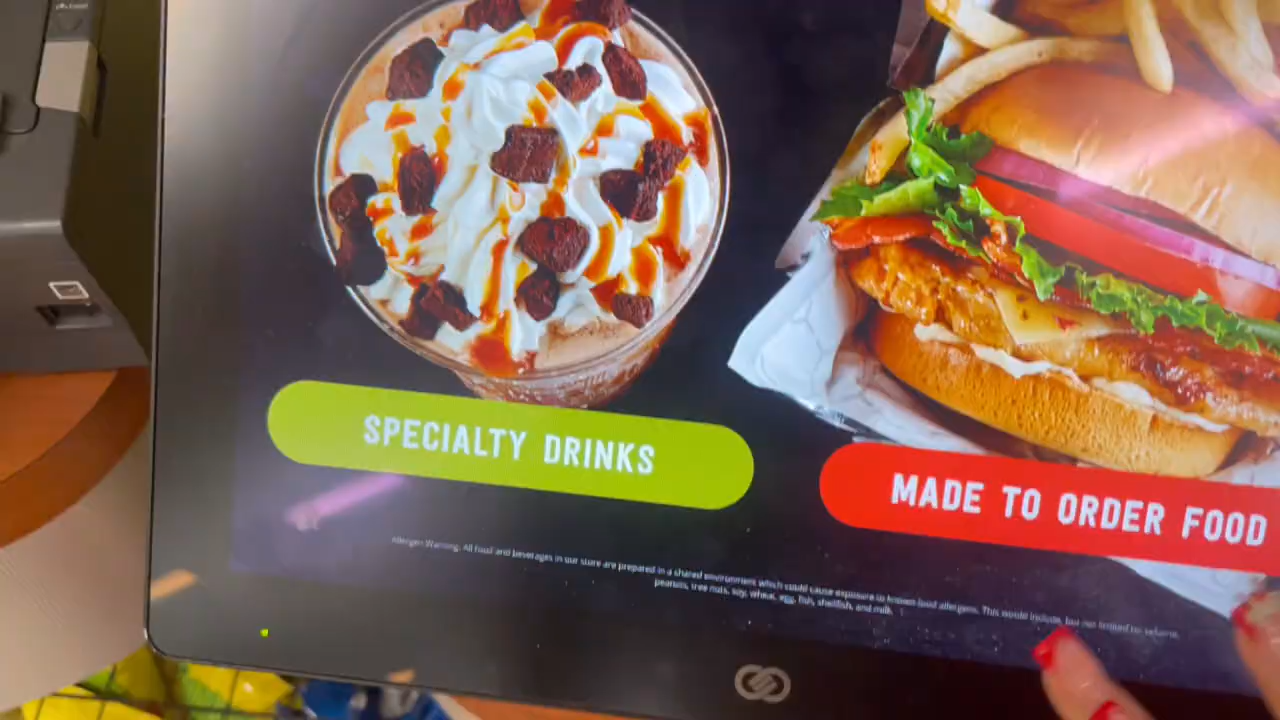 SPECIALTY DRINKS
MADE TO ORDER FOOD
Allergen Warning: All food and beverages in our store are prepared in a shared environment which could cause exposure to known food allergens. This would include, but not limited to: sesame,
peanuts, tree nuts, soy, wheat, egg, fish, shellfish, and milk.